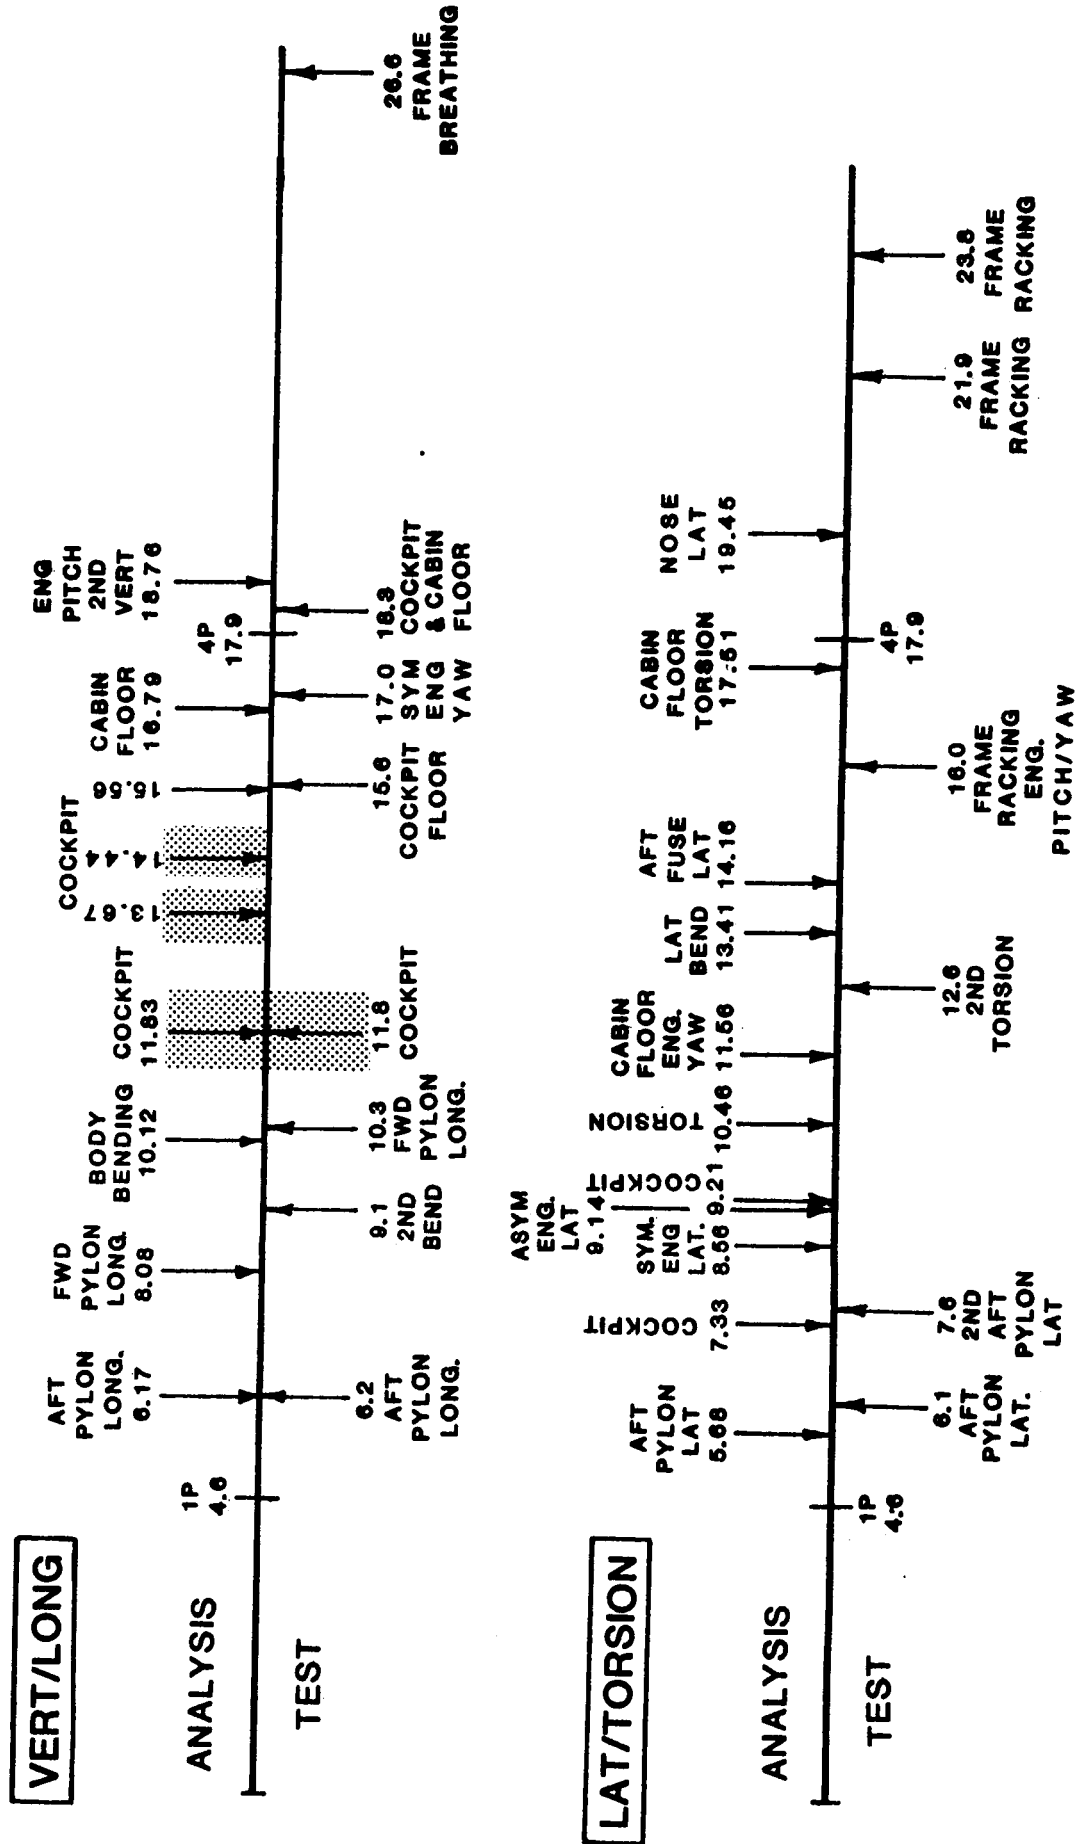 VERT/LONG
ANALYSIS
TEST
1P
4.6
AFT
PYLON
LONG.
6.17
FWD
PYLON
LONG.
8.08
BODY
BENDING
10.12
COCKPIT
11.83
COCKPIT
13.67
14.44
15.56
CABIN
FLOOR
16.79
4P
17.9
ENG
PITCH
2ND
VERT
18.76
6.2
AFT
PYLON
LONG.
9.1
2ND
BEND
10.3
FWD
PYLON
LONG.
11.8
COCKPIT
15.6
COCKPIT
FLOOR
17.0
SYM
ENG
YAW
18.3
COCKPIT
& CABIN
FLOOR
26.6
FRAME
BREATHING
LAT/TORSION
ANALYSIS
TEST
1P
4.6
AFT
PYLON
LAT
5.68
COCKPIT
7.33
SYM.
ENG
LAT.
8.56
ASYM
ENG.
LAT
9.14
COCKPIT
9.21
TORSION
10.46
CABIN
FLOOR
ENG.
YAW
11.56
LAT
BEND
13.41
AFT
FUSE
LAT
14.16
CABIN
FLOOR
TORSION
17.51
NOSE
LAT
19.45
6.1
AFT
PYLON
LAT.
7.6
2ND
AFT
PYLON
LAT
12.6
2ND
TORSION
16.0
FRAME
RACKING
ENG.
PITCH/YAW
4P
17.9
21.9
FRAME
RACKING
23.8
FRAME
RACKING